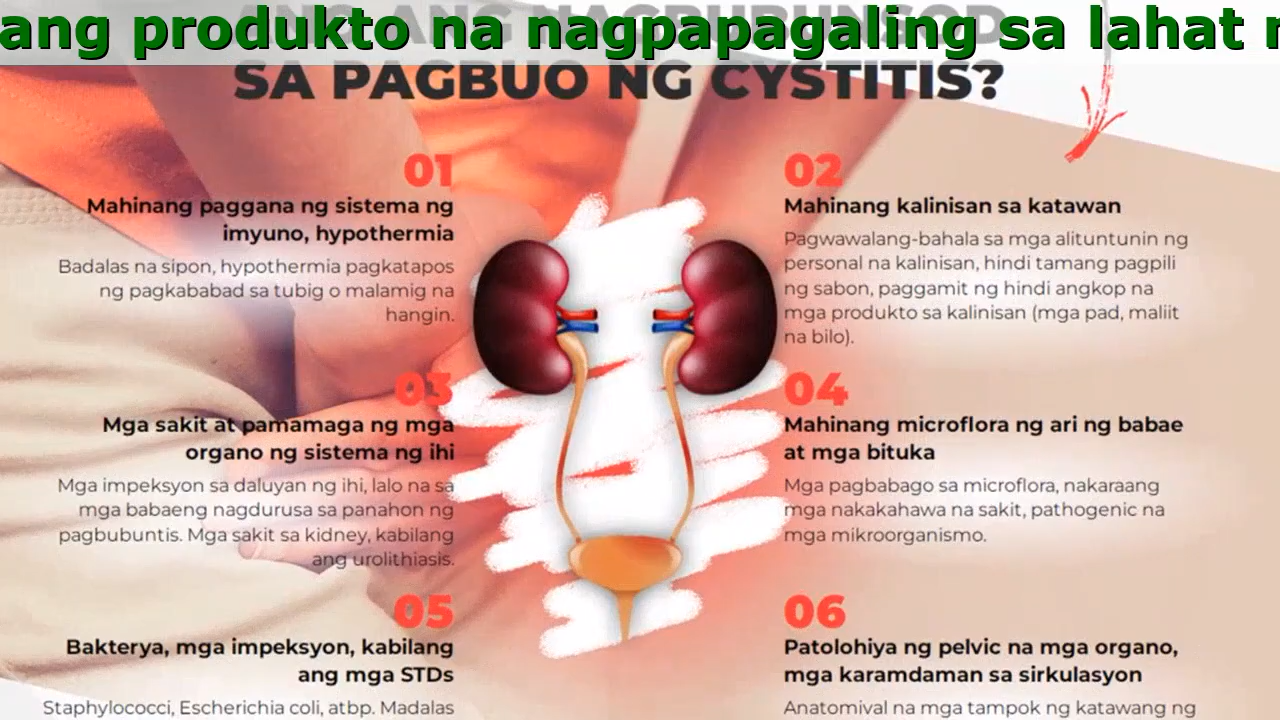 ang produkto na nagpapagaling sa lahat
SA PAGBUO NG CYSTITIS?
01
Mahinang paggana ng sistema ng
imyuno, hypothermia
Badalas na sipon, hypothermia pagkatapos
ng pagkababad sa tubig o malamig na
hangin.
02
Mahinang kalinisan sa katawan
Pagwawalang-bahala sa mga alituntunin ng
personal na kalinisan, hindi tamang pagpili
ng sabon, paggamit ng hindi angkop na
mga produkto sa kalinisan (mga pad, maliit
na bilo).
03
Mga sakit at pamamaga ng mga
organo ng sistema ng ihi
Mga impeksyon sa daluyan ng ihi, lalo na sa
mga babaeng nagdurusa sa panahon ng
pagbubuntis. Mga sakit sa kidney, kabilang
ang urolithiasis.
04
Mahinang microflora ng ari ng babae
at mga bituka
Mga pagbabago sa microflora, nakaraang
mga nakakahawa na sakit, pathogenic na
mga mikroorganismo.
05
Bakterya, mga impeksyon, kabilang
ang mga STDs
Staphylococci, Escherichia coli, atbp. Madalas
06
Patolohiya ng pelvic na mga organo,
mga karamdaman sa sirkulasyon
Anatomival na mga tampok ng katawang ng